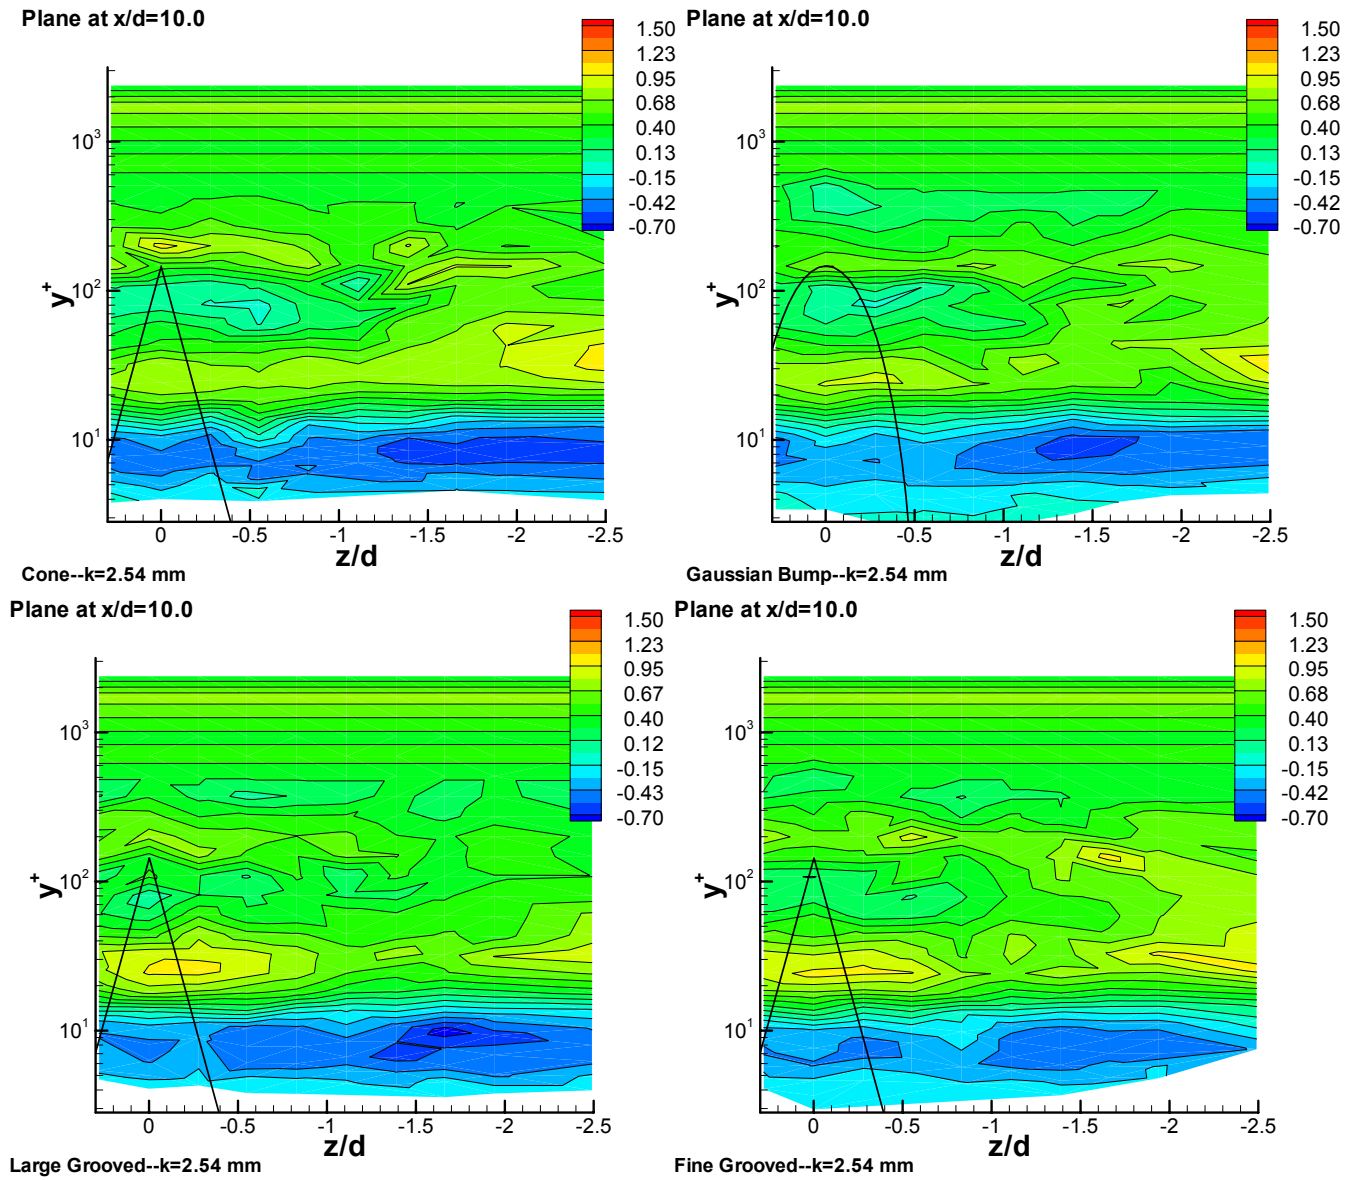 Plane at x/d=10.0
1.50
1.23
0.95
0.68
0.40
0.13
-0.15
-0.42
-0.70
10³
10²
10¹
y⁺
0 -0.5 -1 -1.5 -2 -2.5
z/d
Cone--k=2.54 mm
Plane at x/d=10.0
1.50
1.23
0.95
0.68
0.40
0.13
-0.15
-0.42
-0.70
10³
10²
10¹
y⁺
0 -0.5 -1 -1.5 -2 -2.5
z/d
Gaussian Bump--k=2.54 mm
Plane at x/d=10.0
1.50
1.23
0.95
0.67
0.40
0.12
-0.15
-0.43
-0.70
10³
10²
10¹
y⁺
0 -0.5 -1 -1.5 -2 -2.5
z/d
Large Grooved--k=2.54 mm
Plane at x/d=10.0
1.50
1.23
0.95
0.68
0.40
0.13
-0.15
-0.42
-0.70
10³
10²
10¹
y⁺
0 -0.5 -1 -1.5 -2 -2.5
z/d
Fine Grooved--k=2.54 mm